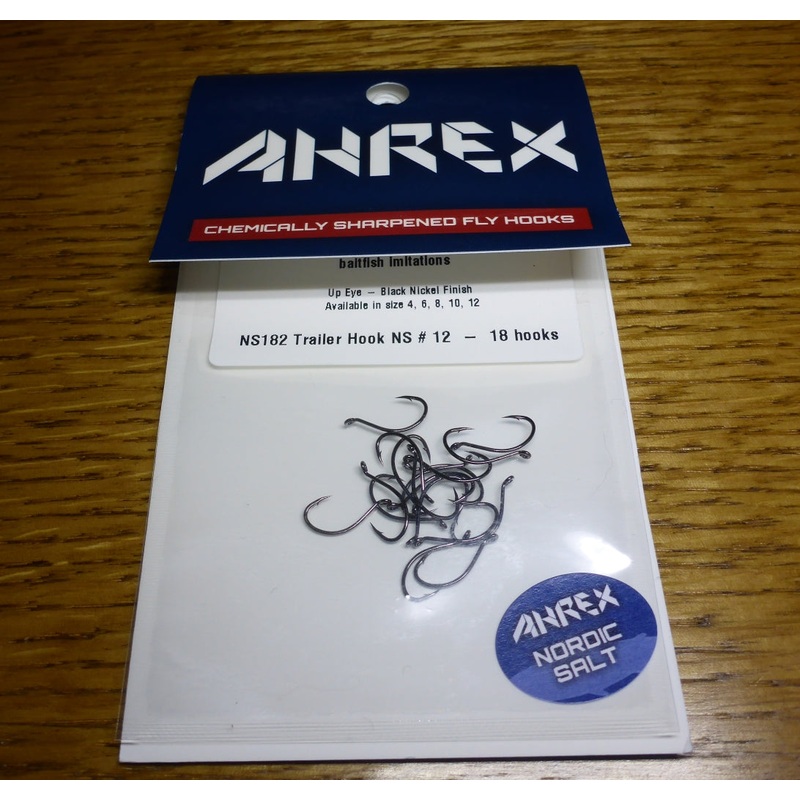 AHREX
CHEMICALLY SHARPENED FLY HOOKS
baitfish imitations
Up Eye – Black Nickel Finish
Available in size 4, 6, 8, 10, 12
NS182 Trailer Hook NS # 12 – 18 hooks
AHREX
NORDIC
SALT